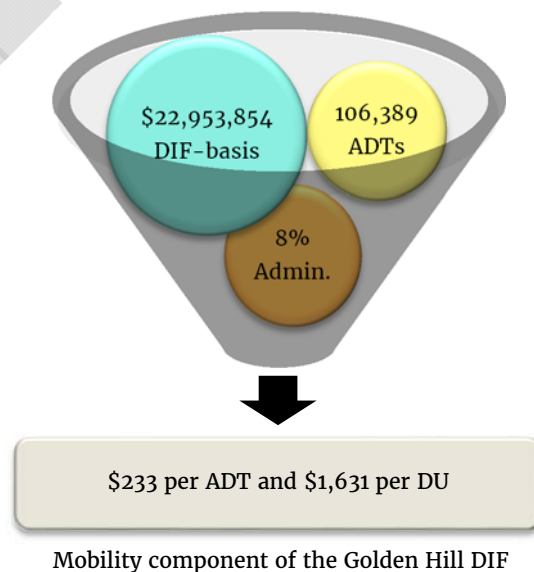 $22,953,854
DIF-basis
106,389
ADTs
8%
Admin.
$233 per ADT and $1,631 per DU
Mobility component of the Golden Hill DIF